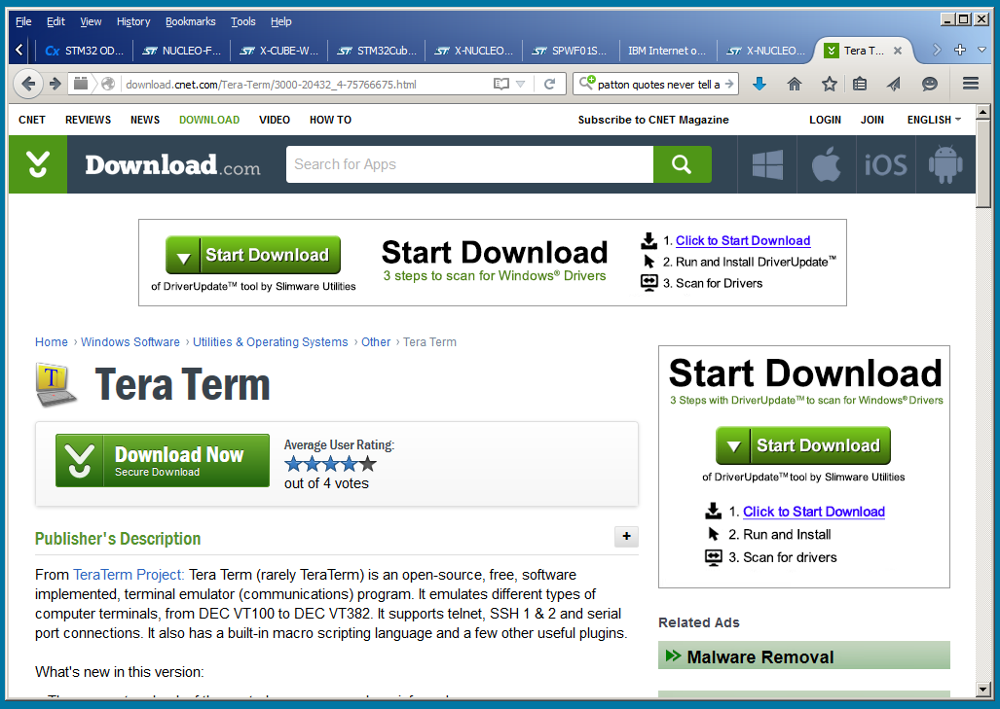 File Edit View History Bookmarks Tools Help
Cx STM32 OD... ST NUCLEO-F... ST X-CUBE-W... ST STM32Cub... ST X-NUCLEO... ST SPWF01S... IBM Internet o... ST X-NUCLEO... Tera T...
download.cnet.com/Tera-Term/3000-20432_4-75766675.html patton quotes never tell a
CNET REVIEWS NEWS DOWNLOAD VIDEO HOW TO Subscribe to CNET Magazine LOGIN JOIN ENGLISH
Download.com Search for Apps iOS
Start Download
of DriverUpdate™ tool by Slimware Utilities
Start Download
3 steps to scan for Windows® Drivers
1. Click to Start Download
2. Run and Install DriverUpdate™
3. Scan for Drivers
Home › Windows Software › Utilities & Operating Systems › Other › Tera Term
T
Tera Term
Download Now
Secure Download
Average User Rating:
out of 4 votes
Publisher's Description +
From TeraTerm Project: Tera Term (rarely TeraTerm) is an open-source, free, software
implemented, terminal emulator (communications) program. It emulates different types of
computer terminals, from DEC VT100 to DEC VT382. It supports telnet, SSH 1 & 2 and serial
port connections. It also has a built-in macro scripting language and a few other useful plugins.
What's new in this version:
Start Download
3 Steps with DriverUpdate™ to scan for Windows® Drivers
Start Download
of DriverUpdate™ tool by Slimware Utilities
1. Click to Start Download
2. Run and Install
3. Scan for drivers
Related Ads
Malware Removal